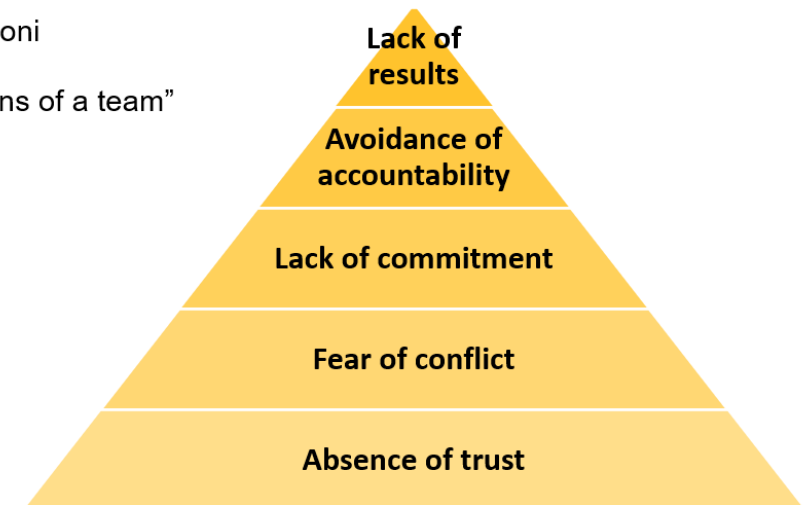 oni
ns of a team”
Lack of
results
Avoidance of
accountability
Lack of commitment
Fear of conflict
Absence of trust